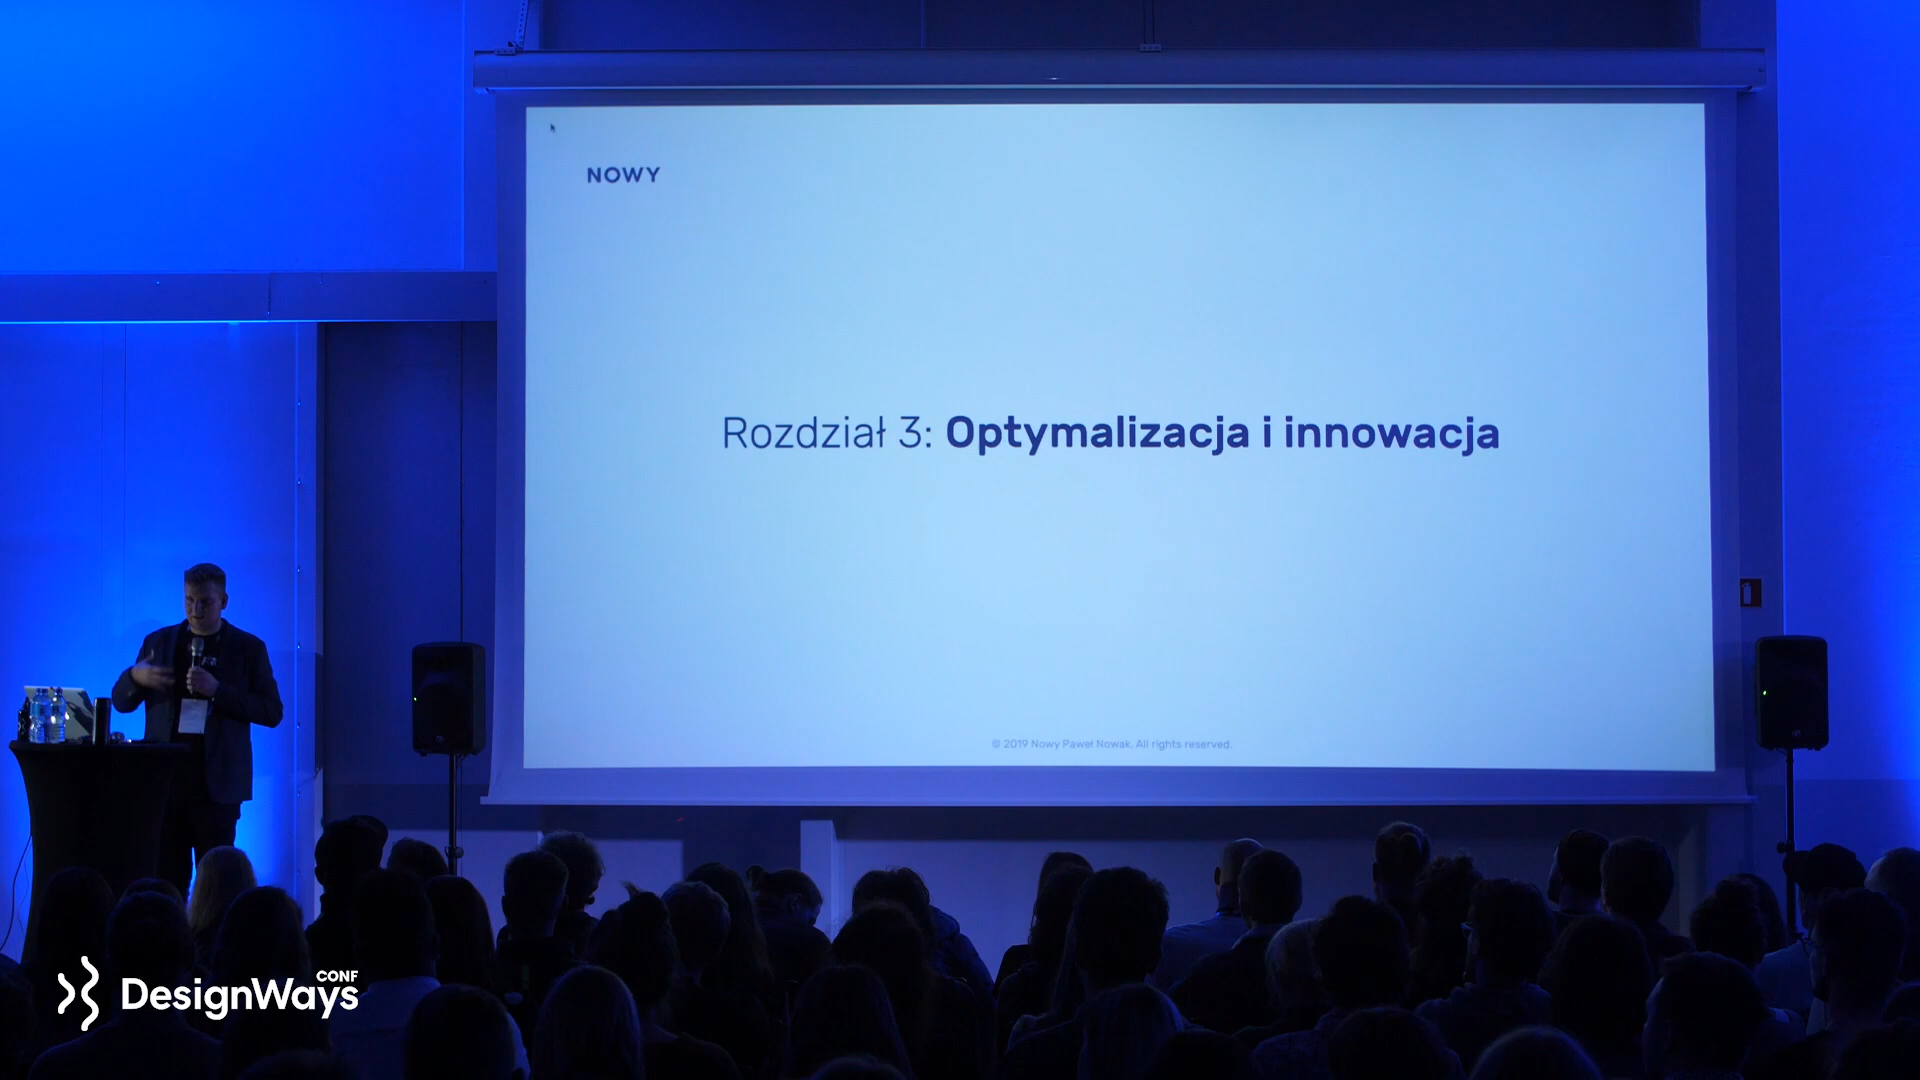 NOWY
Rozdział 3: Optymalizacja i innowacja
© 2019 Nowy Paweł Nowak. All rights reserved.
DesignWays CONF